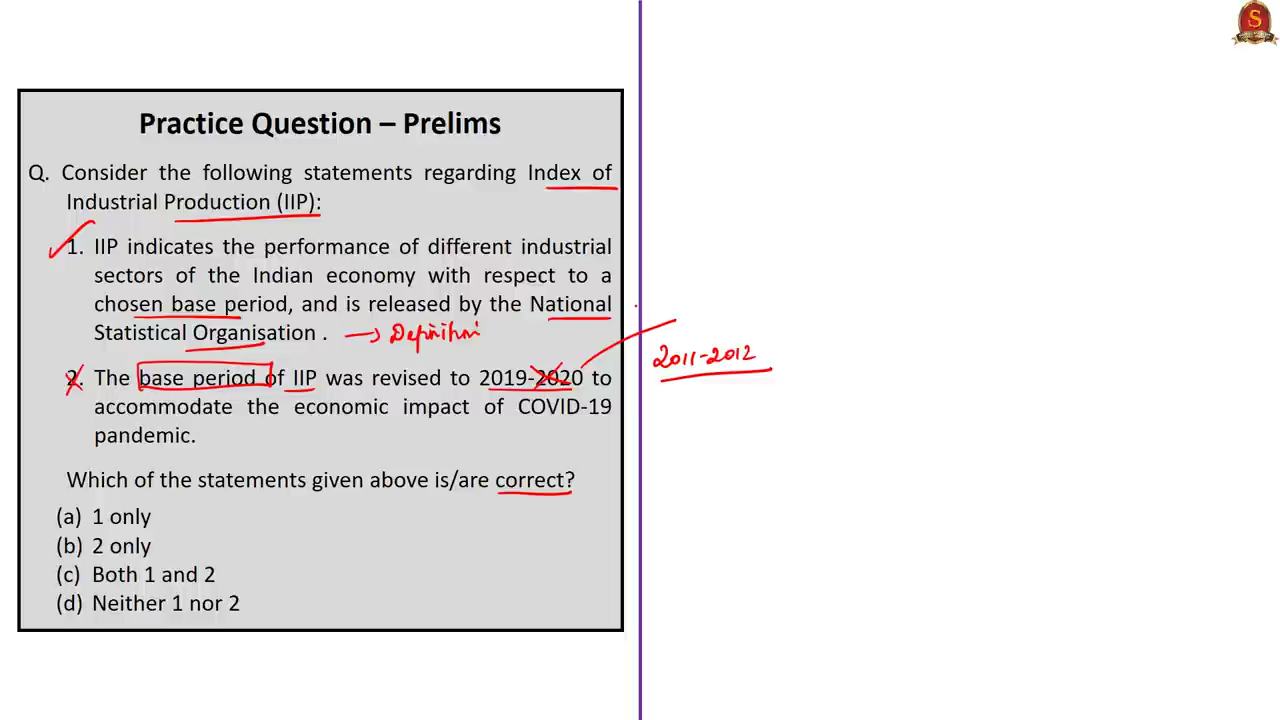 S
Practice Question – Prelims
Q. Consider the following statements regarding Index of
Industrial Production (IIP):
1. IIP indicates the performance of different industrial
sectors of the Indian economy with respect to a
chosen base period, and is released by the National
Statistical Organisation . → Definition
2. The base period of IIP was revised to 2019-2020 to
2011-2012
accommodate the economic impact of COVID-19
pandemic.
Which of the statements given above is/are correct?
(a) 1 only
(b) 2 only
(c) Both 1 and 2
(d) Neither 1 nor 2